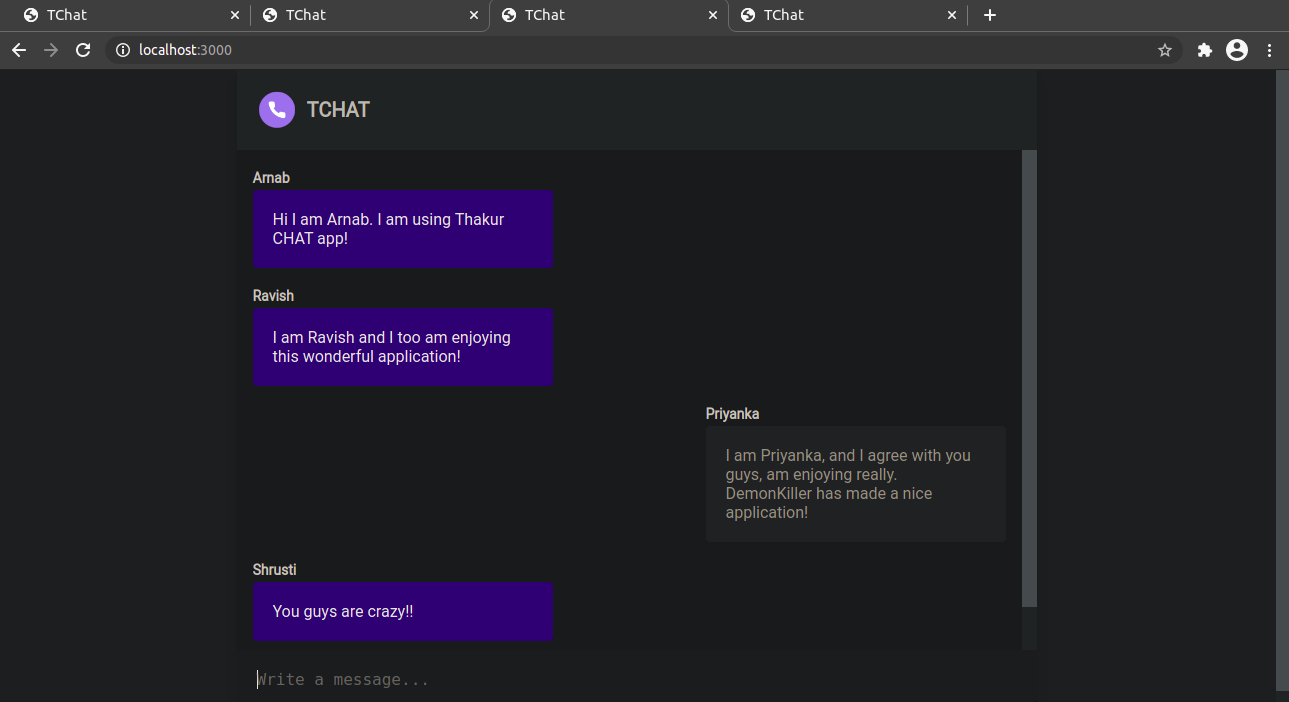 TChat TChat TChat TChat
localhost:3000
TCHAT
Arnab
Hi I am Arnab. I am using Thakur
CHAT app!
Ravish
I am Ravish and I too am enjoying
this wonderful application!
Priyanka
I am Priyanka, and I agree with you
guys, am enjoying really.
DemonKiller has made a nice
application!
Shrusti
You guys are crazy!!
Write a message...